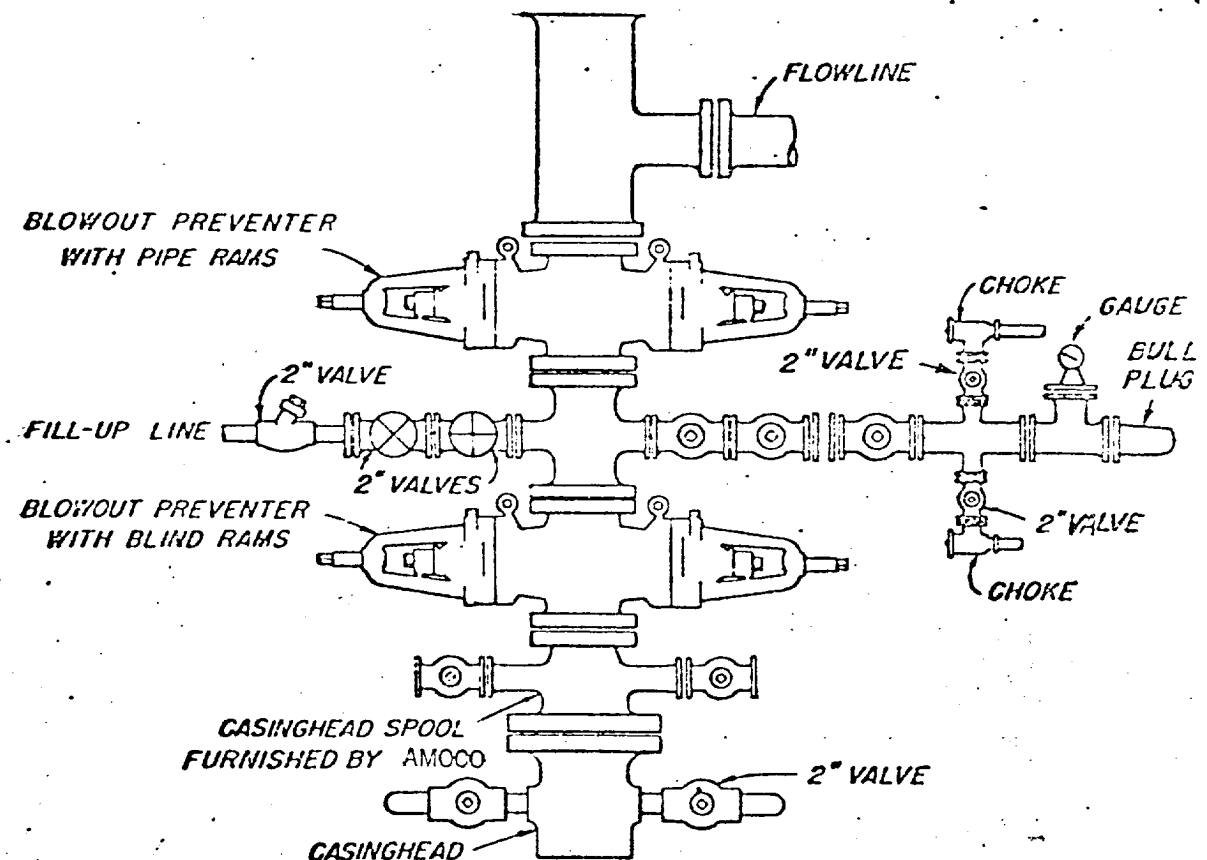 FLOWLINE
BLOWOUT PREVENTER
WITH PIPE RAMS
CHOKE
GAUGE
2" VALVE
BULL
PLUG
2" VALVE
FILL-UP LINE
2" VALVES
BLOWOUT PREVENTER
WITH BLIND RAMS
2" VALVE
CHOKE
CASINGHEAD SPOOL
FURNISHED BY AMOCO
2" VALVE
CASINGHEAD